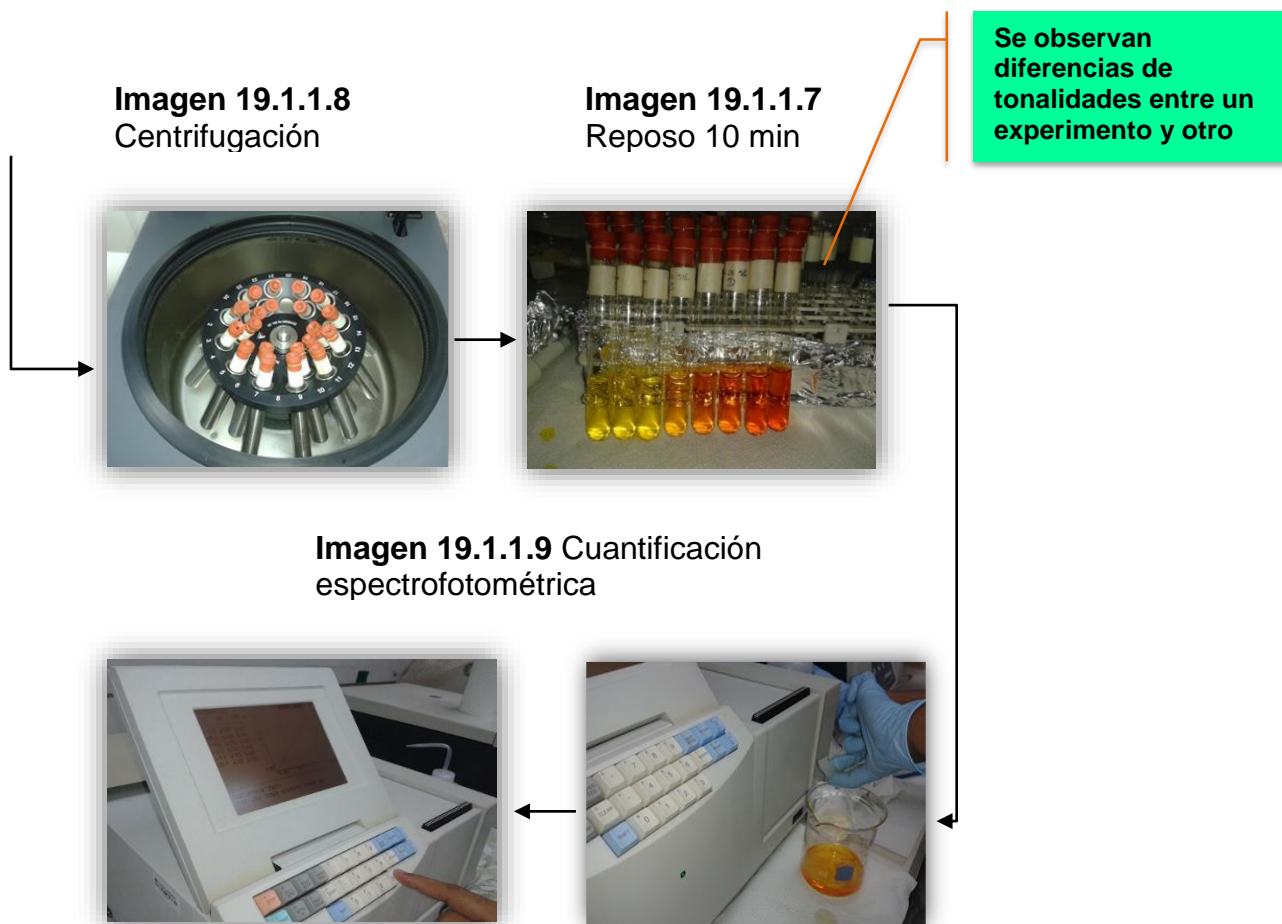 Imagen 19.1.1.8
Centrifugación
Imagen 19.1.1.7
Reposo 10 min
Se observan
diferencias de
tonalidades entre un
experimento y otro
Imagen 19.1.1.9 Cuantificación
espectrofotométrica